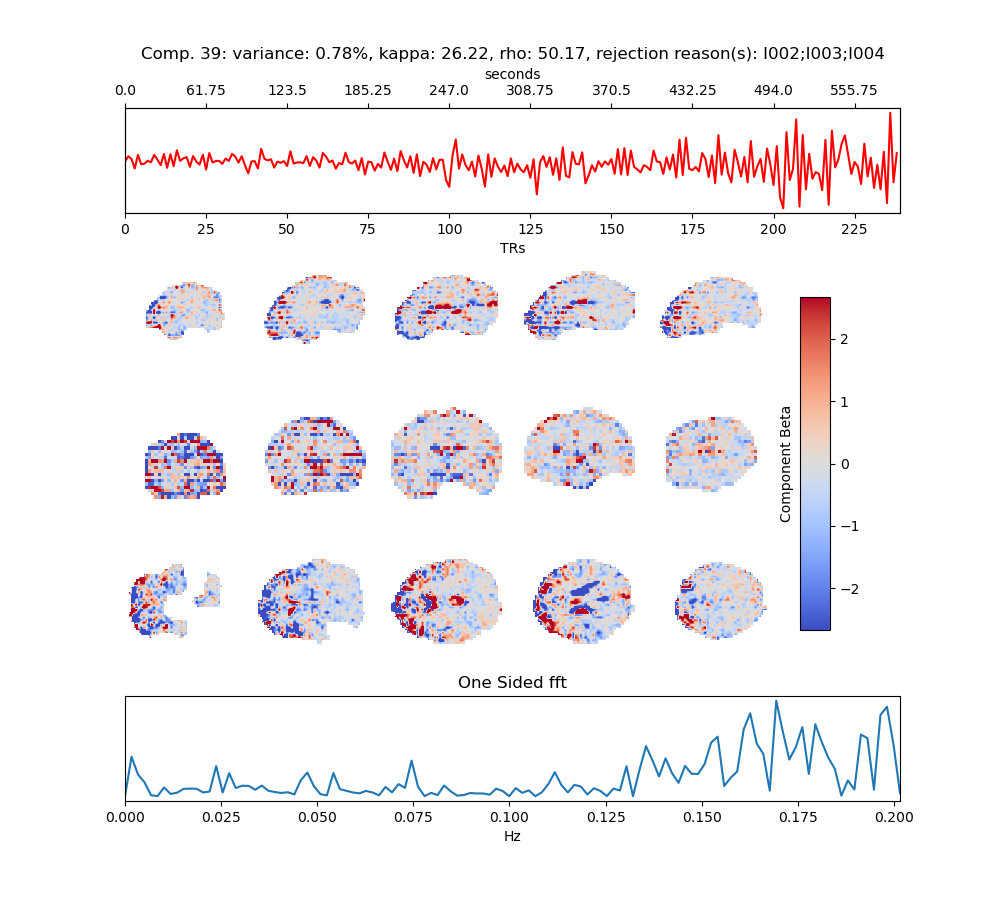 Comp. 39: variance: 0.78%, kappa: 26.22, rho: 50.17, rejection reason(s): I002;I003;I004
seconds
0.0 61.75 123.5 185.25 247.0 308.75 370.5 432.25 494.0 555.75
0 25 50 75 100 125 150 175 200 225
TRs
2
1
0
−1
−2
Component Beta
One Sided fft
0.000 0.025 0.050 0.075 0.100 0.125 0.150 0.175 0.200
Hz